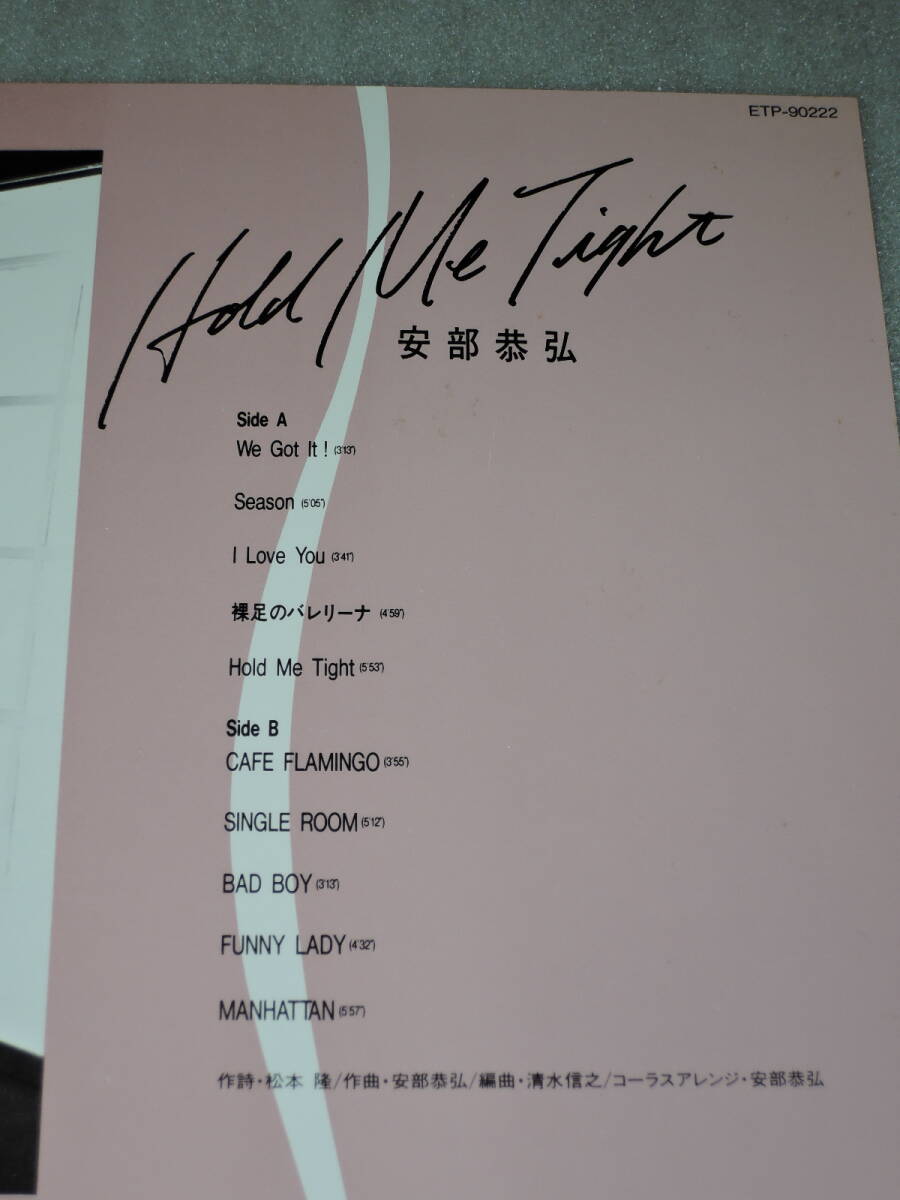 ETP-90222
Hold Me Tight
安部恭弘
Side A
We Got It! (3'13")
Season (5'05")
I Love You (3'41")
裸足のバレリーナ (4'59")
Hold Me Tight (5'53")
Side B
CAFE FLAMINGO (3'55")
SINGLE ROOM (5'12")
BAD BOY (3'13")
FUNNY LADY (4'32")
MANHATTAN (5'57")
作詩・松本 隆/作曲・安部恭弘/編曲・清水信之/コーラスアレンジ・安部恭弘